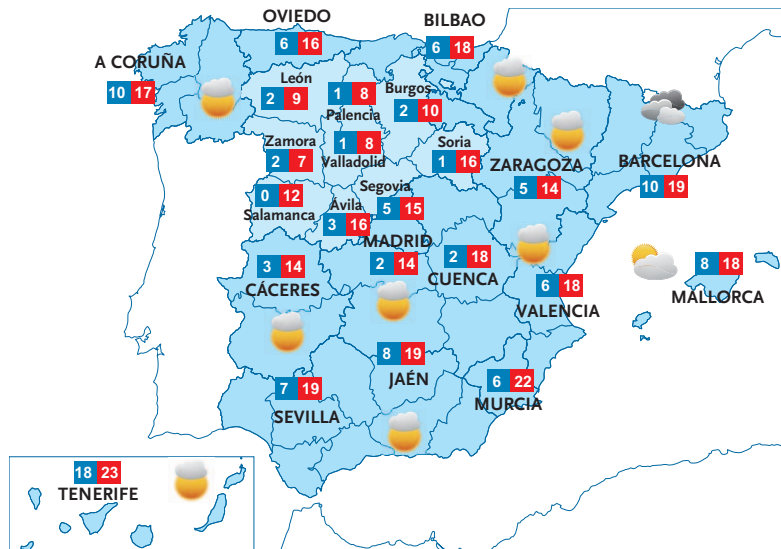 OVIEDO
6 16
BILBAO
6 18
A CORUÑA
10 17
León
2 9
1 8
Palencia
Burgos
2 10
Zamora
2 7
1 8
Valladolid
Soria
1 16
ZARAGOZA
5 14
BARCELONA
10 19
0 12
Salamanca
Ávila
3 16
Segovia
5 15
MADRID
2 14
2 18
CUENCA
3 14
CÁCERES
6 18
VALENCIA
8 18
MALLORCA
8 19
JAÉN
7 19
SEVILLA
6 22
MURCIA
18 23
TENERIFE